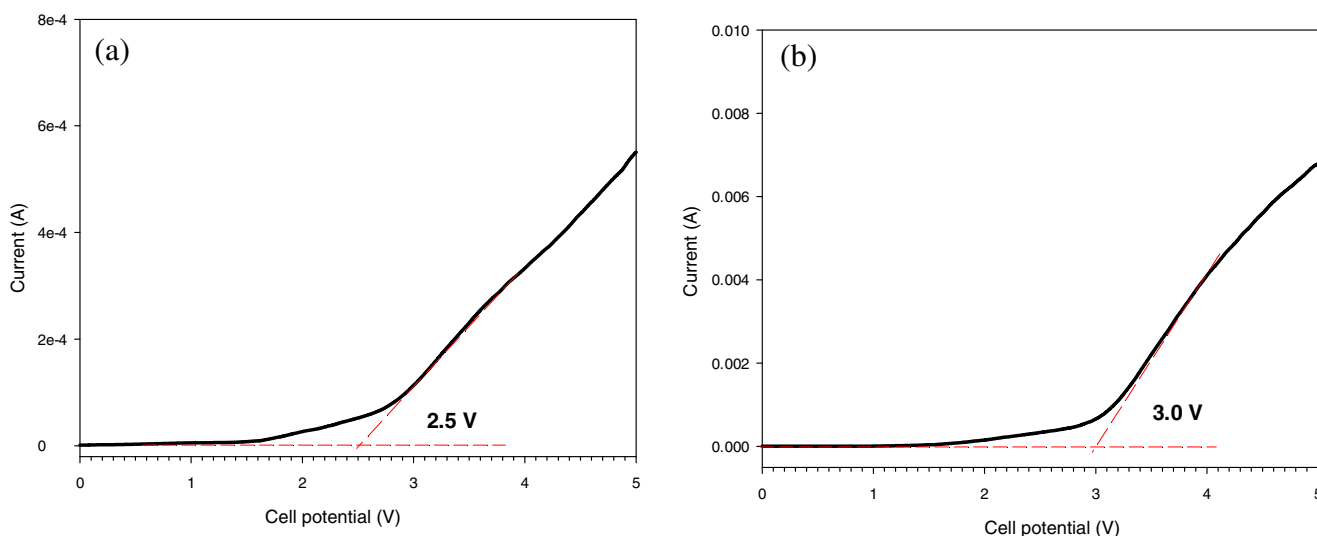 (a)
8e-4
6e-4
4e-4
2e-4
0
Current (A)
2.5 V
0 1 2 3 4 5
Cell potential (V)
(b)
0.010
0.008
0.006
0.004
0.002
0.000
Current (A)
3.0 V
0 1 2 3 4 5
Cell potential (V)